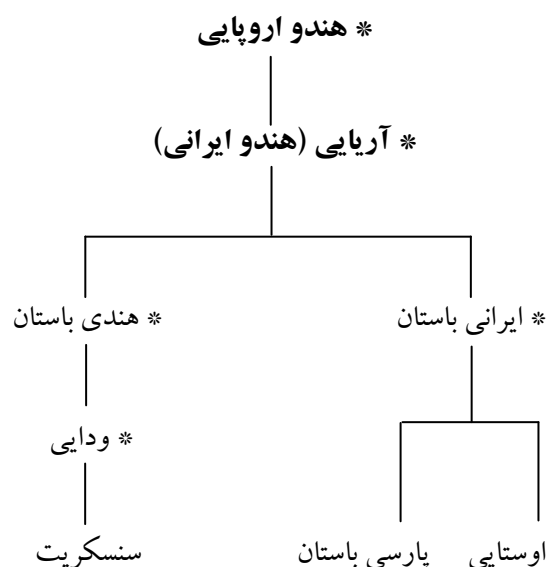 * هندو اروپایی
* آریایی (هندو ایرانی)
* ایرانی باستان
* هندی باستان
* ودایی
اوستایی
پارسی باستان
سنسکریت